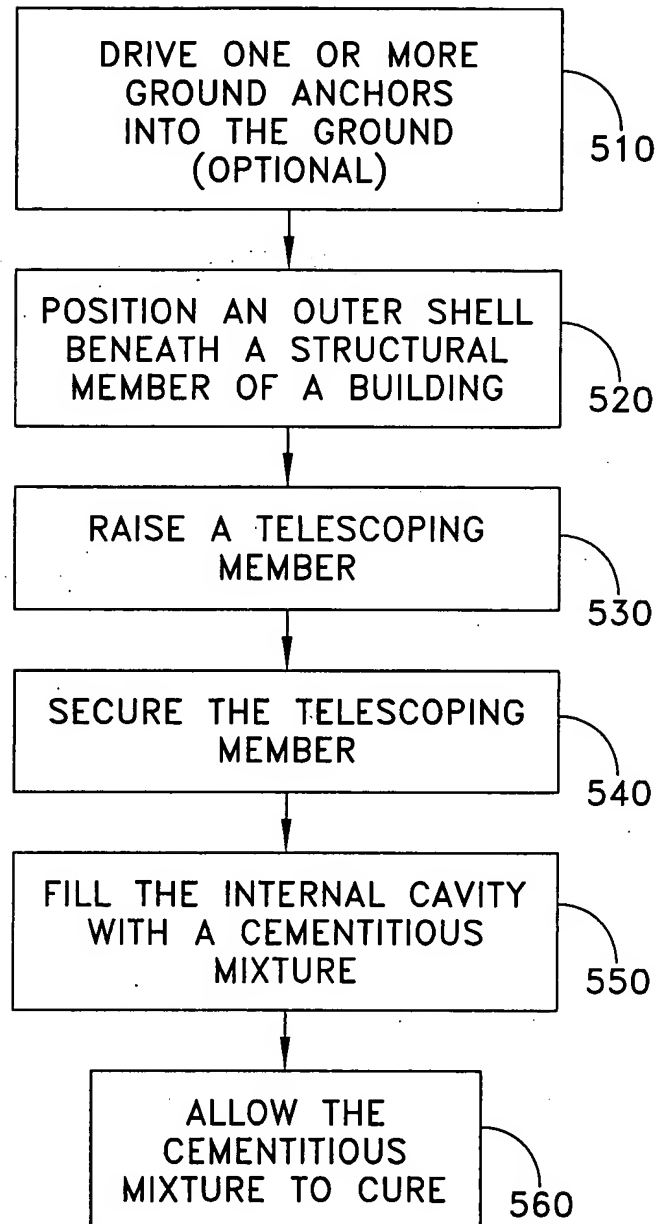 DRIVE ONE OR MORE
GROUND ANCHORS
INTO THE GROUND
(OPTIONAL)
510
POSITION AN OUTER SHELL
BENEATH A STRUCTURAL
MEMBER OF A BUILDING
520
RAISE A TELESCOPING
MEMBER
530
SECURE THE TELESCOPING
MEMBER
540
FILL THE INTERNAL CAVITY
WITH A CEMENTITIOUS
MIXTURE
550
ALLOW THE
CEMENTITIOUS
MIXTURE TO CURE
560